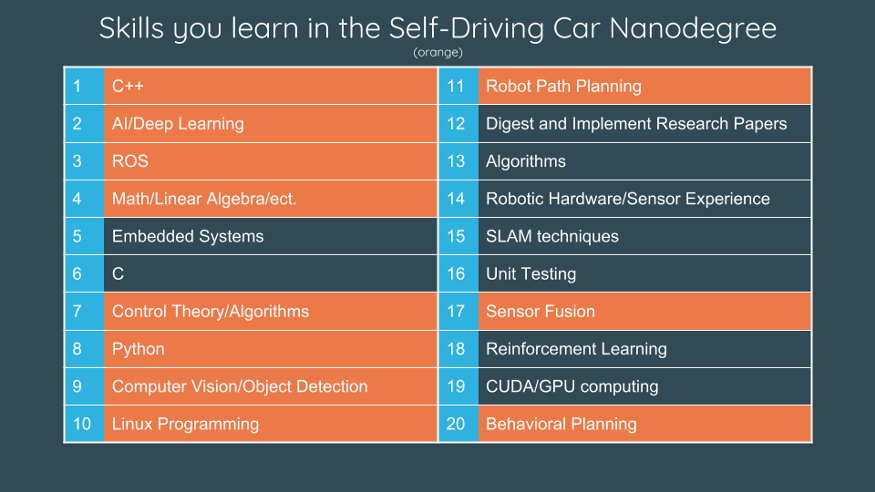 Skills you learn in the Self-Driving Car Nanodegree
(orange)
1 C++
2 AI/Deep Learning
3 ROS
4 Math/Linear Algebra/ect.
5 Embedded Systems
6 C
7 Control Theory/Algorithms
8 Python
9 Computer Vision/Object Detection
10 Linux Programming
11 Robot Path Planning
12 Digest and Implement Research Papers
13 Algorithms
14 Robotic Hardware/Sensor Experience
15 SLAM techniques
16 Unit Testing
17 Sensor Fusion
18 Reinforcement Learning
19 CUDA/GPU computing
20 Behavioral Planning